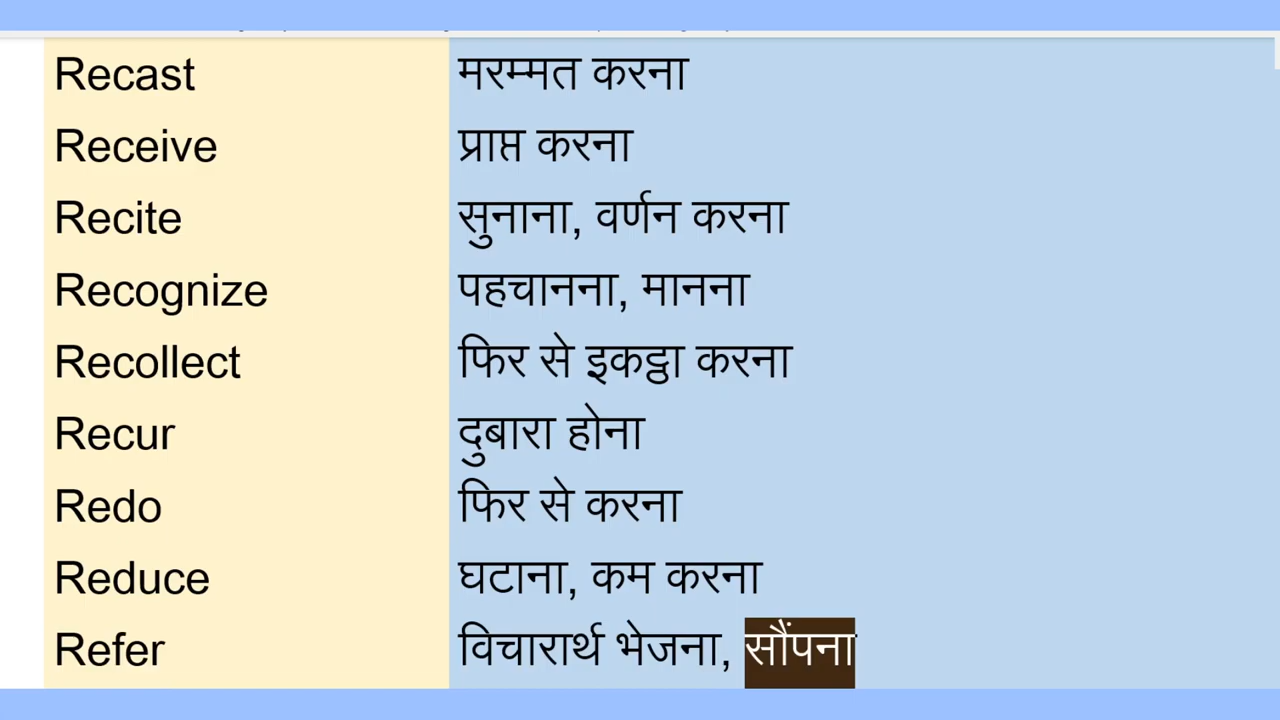 Recast मरम्मत करना
Receive प्राप्त करना
Recite सुनाना, वर्णन करना
Recognize पहचानना, मानना
Recollect फिर से इकट्ठा करना
Recur दुबारा होना
Redo फिर से करना
Reduce घटाना, कम करना
Refer विचारार्थ भेजना, सौंपना